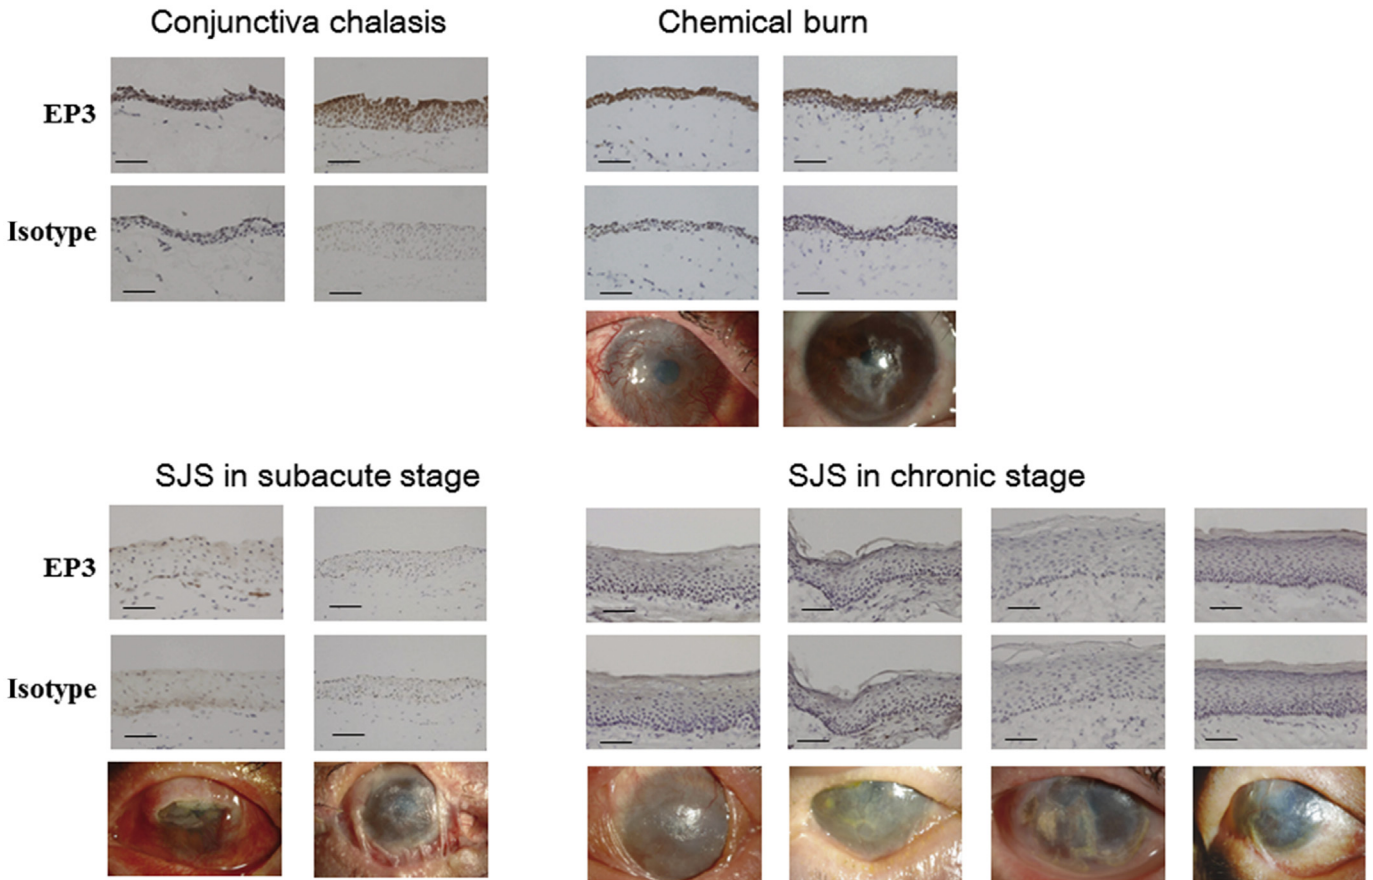 Conjunctiva chalasis
Chemical burn
EP3
Isotype
SJS in subacute stage
SJS in chronic stage
EP3
Isotype